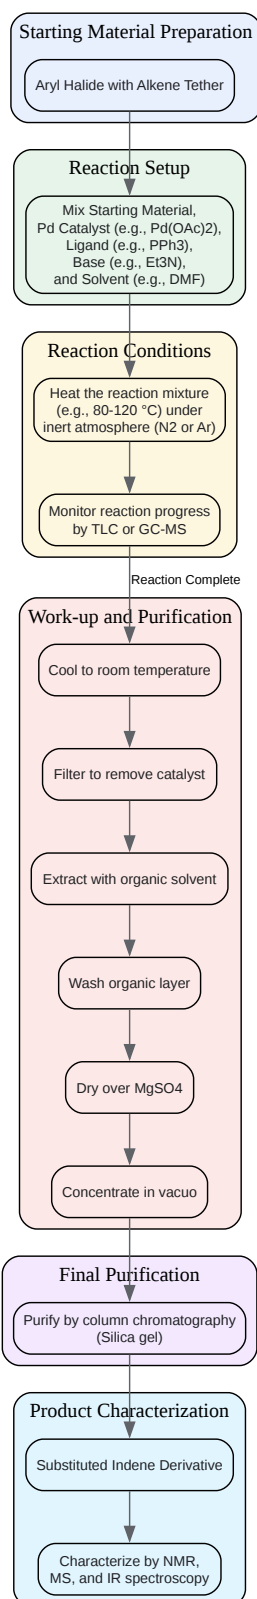 Starting Material Preparation
Aryl Halide with Alkene Tether
Reaction Setup
Mix Starting Material,
Pd Catalyst (e.g., Pd(OAc)2),
Ligand (e.g., PPh3),
Base (e.g., Et3N),
and Solvent (e.g., DMF)
Reaction Conditions
Heat the reaction mixture
(e.g., 80-120 °C) under
inert atmosphere (N2 or Ar)
Monitor reaction progress
by TLC or GC-MS
Reaction Complete
Work-up and Purification
Cool to room temperature
Filter to remove catalyst
Extract with organic solvent
Wash organic layer
Dry over MgSO4
Concentrate in vacuo
Final Purification
Purify by column chromatography
(Silica gel)
Product Characterization
Substituted Indene Derivative
Characterize by NMR,
MS, and IR spectroscopy